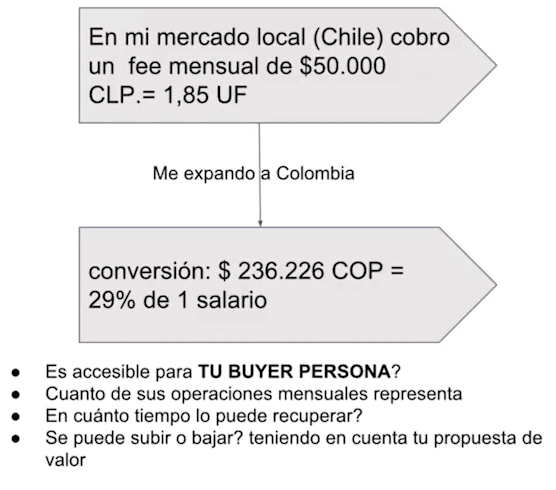 En mi mercado local (Chile) cobro
un fee mensual de $50.000
CLP.= 1,85 UF
Me expando a Colombia
conversión: $ 236.226 COP =
29% de 1 salario
● Es accesible para TU BUYER PERSONA?
● Cuanto de sus operaciones mensuales representa
● En cuánto tiempo lo puede recuperar?
● Se puede subir o bajar? teniendo en cuenta tu propuesta de
valor